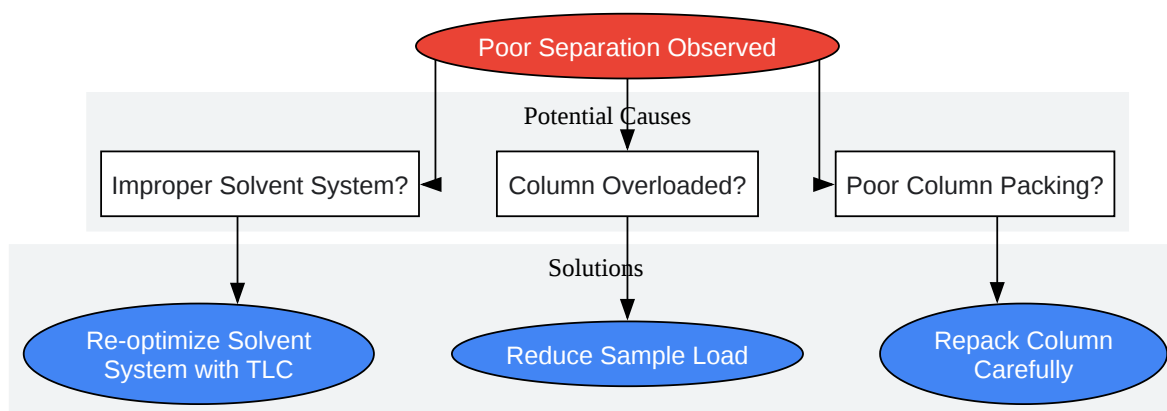 Poor Separation Observed
Potential Causes
Improper Solvent System?
Column Overloaded?
Poor Column Packing?
Solutions
Re-optimize Solvent
System with TLC
Reduce Sample Load
Repack Column
Carefully